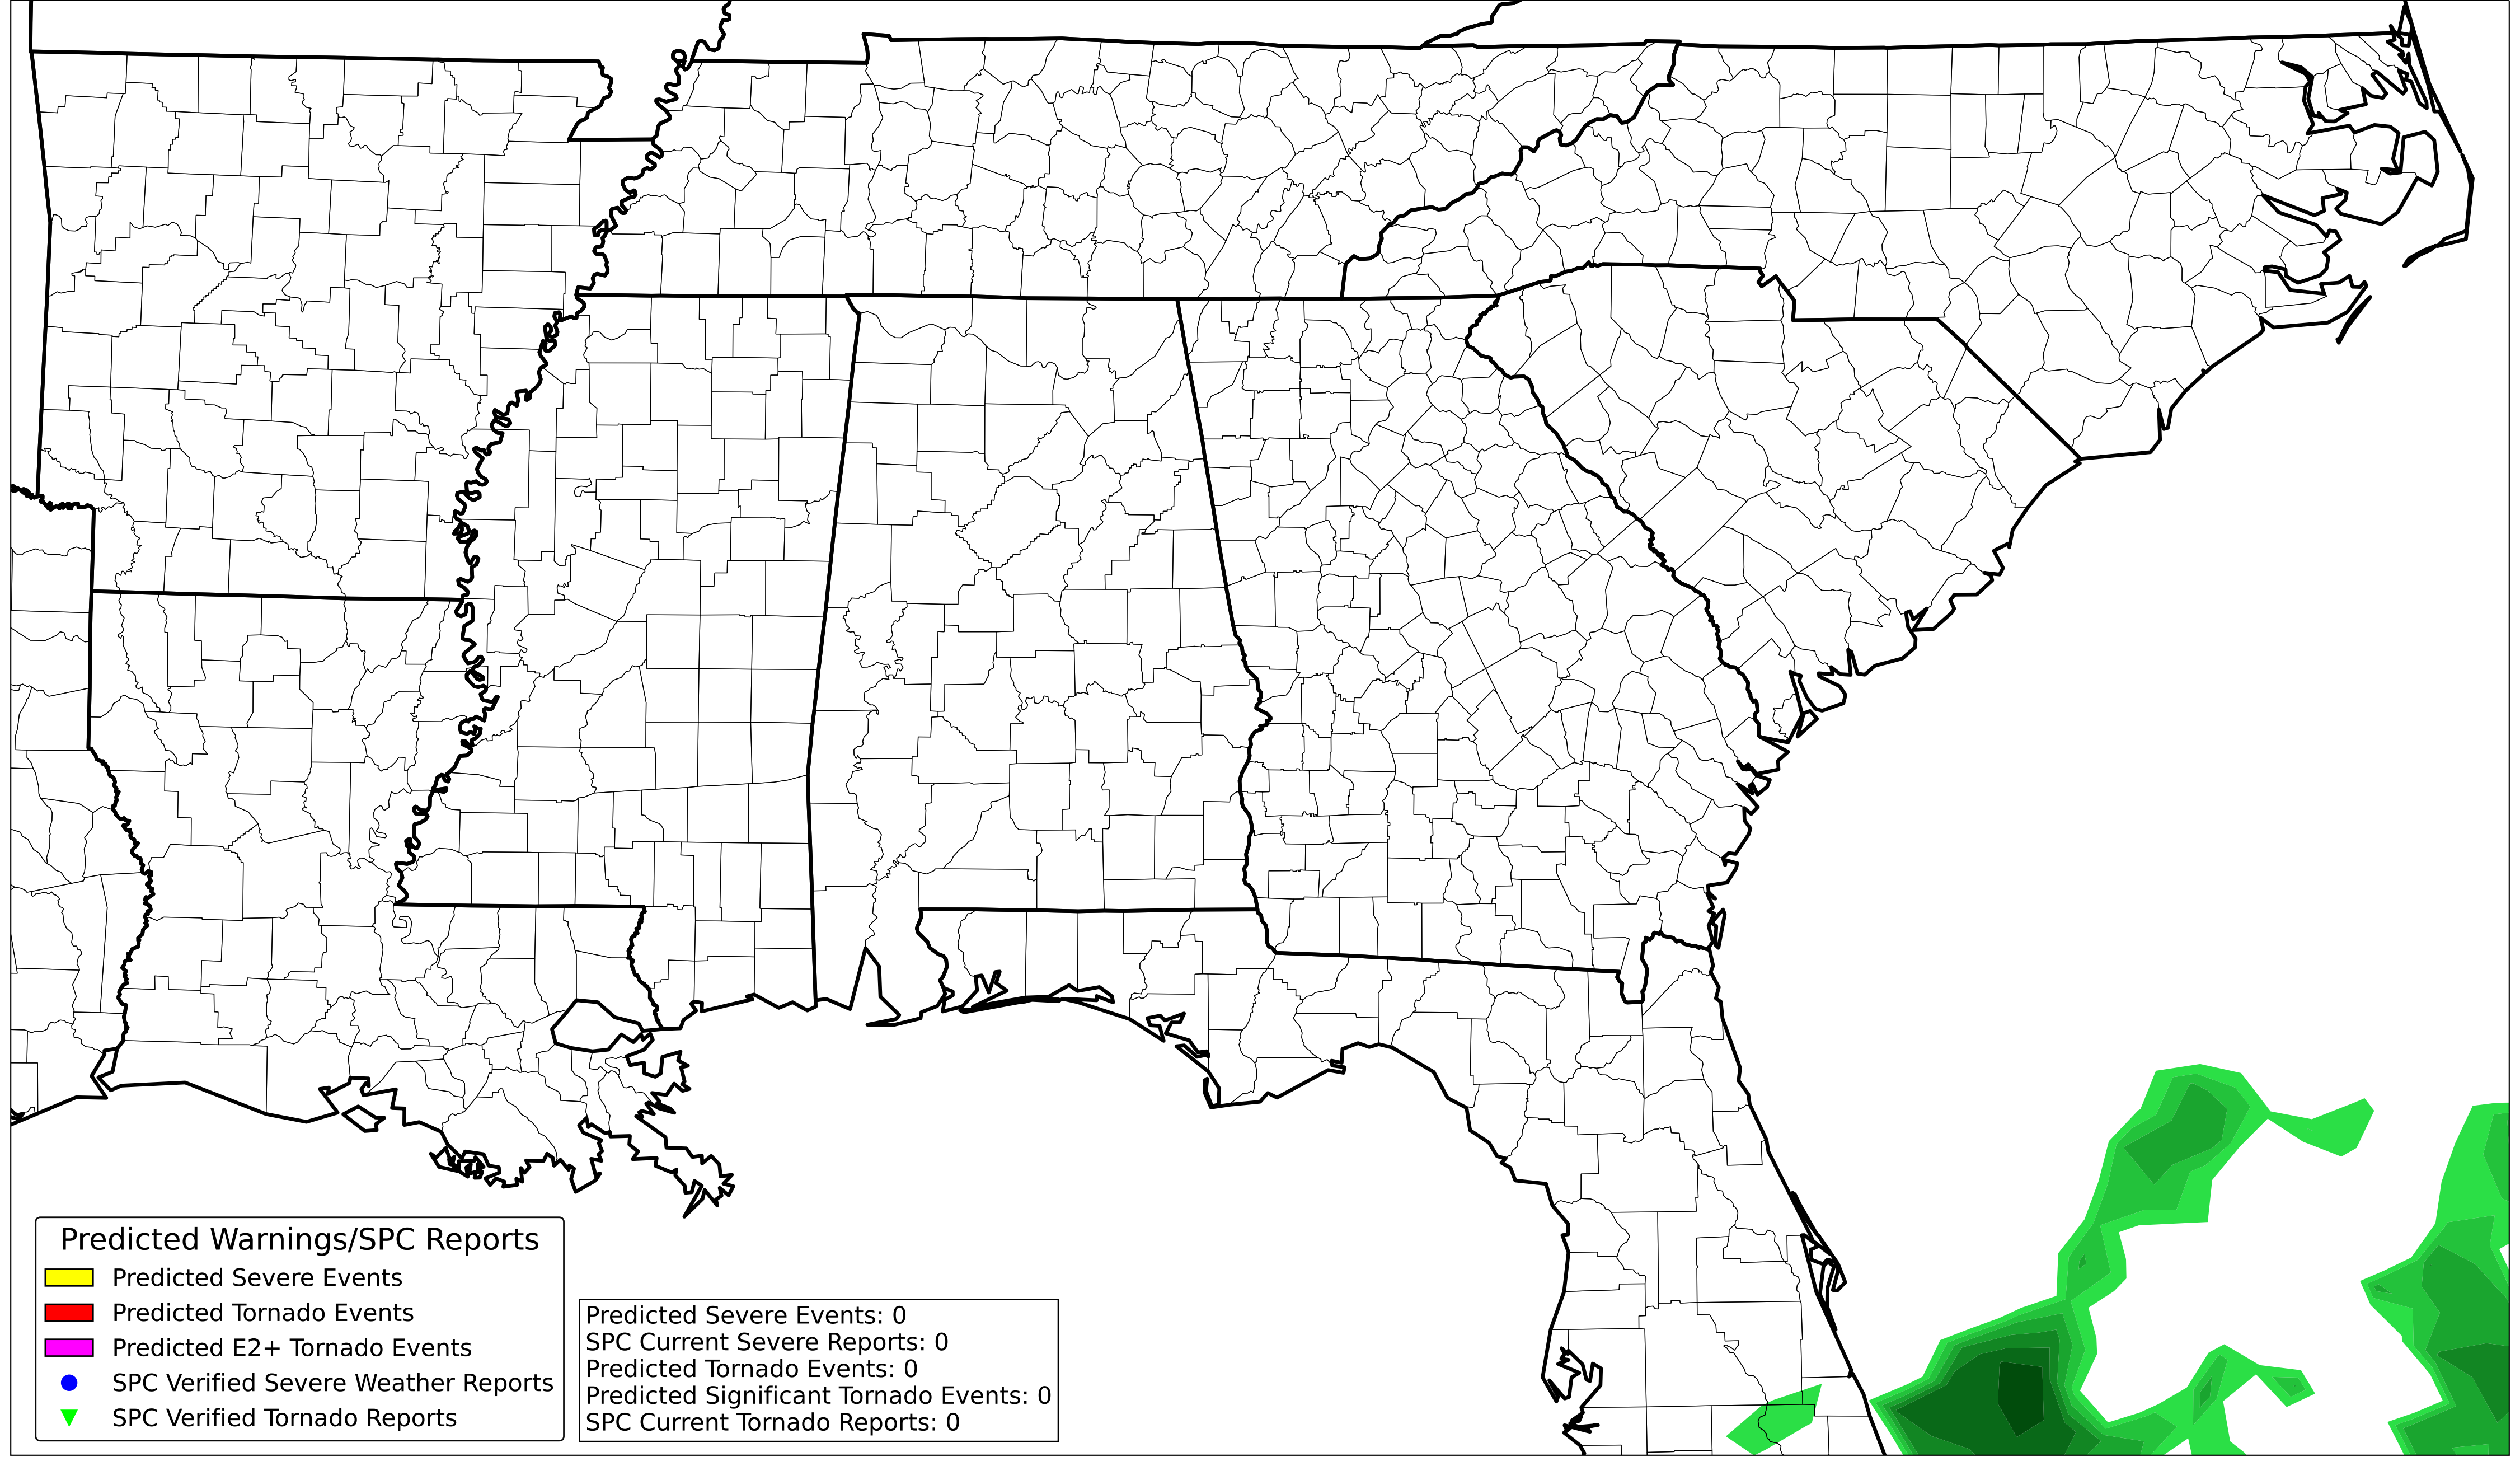 Predicted Warnings/SPC Reports
Predicted Severe Events
Predicted Tornado Events
Predicted E2+ Tornado Events
SPC Verified Severe Weather Reports
SPC Verified Tornado Reports
Predicted Severe Events: 0
SPC Current Severe Reports: 0
Predicted Tornado Events: 0
Predicted Significant Tornado Events: 0
SPC Current Tornado Reports: 0